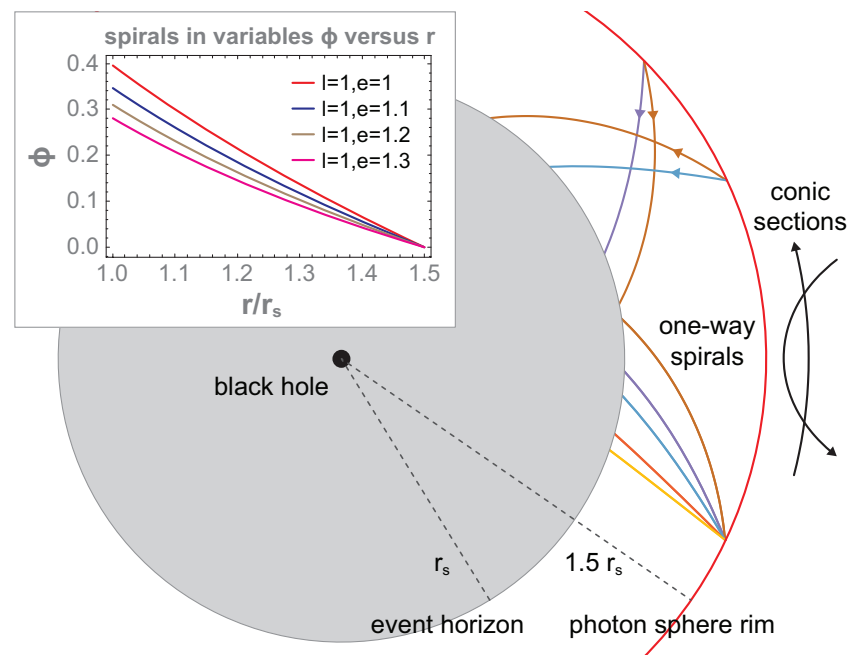 spirals in variables ϕ versus r
0.4
0.3
0.2
0.1
0.0
ϕ
l=1,e=1
l=1,e=1.1
l=1,e=1.2
l=1,e=1.3
1.0 1.1 1.2 1.3 1.4 1.5
r/rs
conic
sections
one-way
spirals
black hole
rs
1.5 rs
event horizon
photon sphere rim